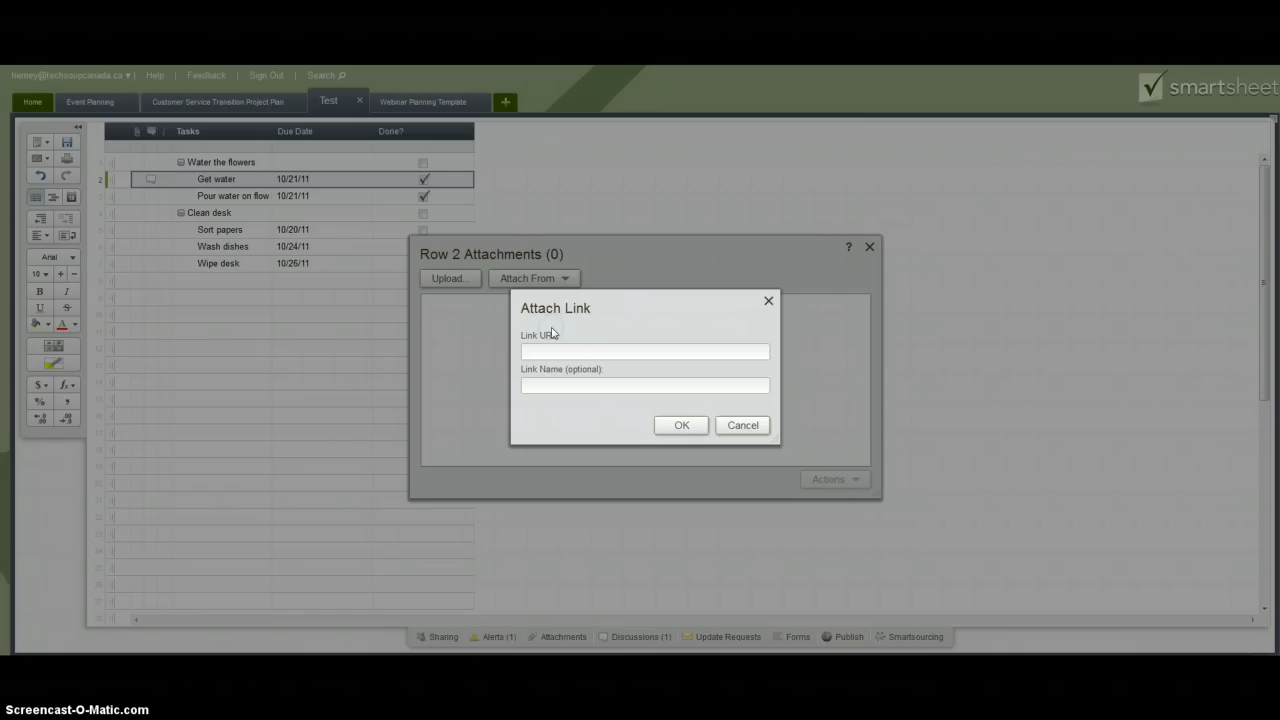 tierney@techsoupcanada.ca Help Feedback Sign Out Search
smartsheet
Home Event Planning Customer Service Transition Project Plan Test Webinar Planning Template
Tasks Due Date Done?
Water the flowers
2 Get water 10/21/11
Pour water on flow 10/21/11
Clean desk
Sort papers 10/20/11
Wash dishes 10/24/11
Wipe desk 10/26/11
Arial
10
B I
U S
A
$ fx
%
Row 2 Attachments (0)
?
Upload... Attach From
Attach Link
Link UR
Link Name (optional):
OK Cancel
Actions
Sharing Alerts (1) Attachments Discussions (1) Update Requests Forms Publish Smartsourcing
Screencast-O-Matic.com